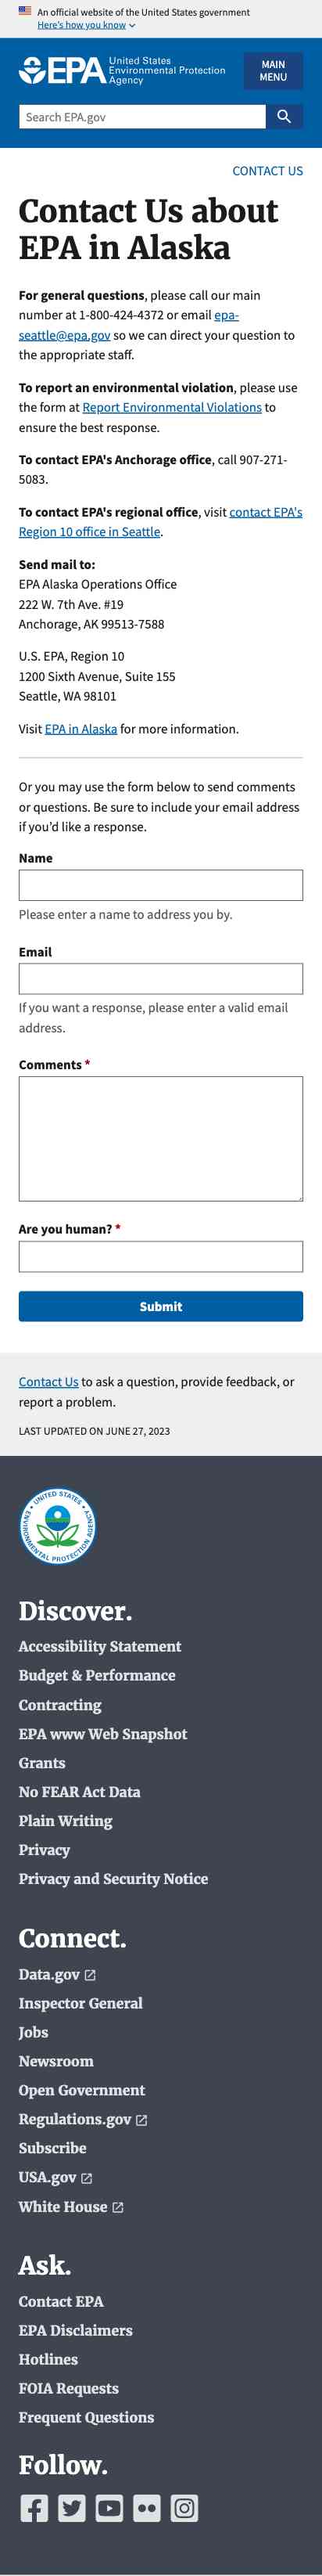 An official website of the United States government
Here's how you know
EPA United States
Environmental Protection
Agency
MAIN
MENU
Search EPA.gov
CONTACT US
Contact Us about
EPA in Alaska
For general questions, please call our main
number at 1-800-424-4372 or email epa-
seattle@epa.gov so we can direct your question to
the appropriate staff.
To report an environmental violation, please use
the form at Report Environmental Violations to
ensure the best response.
To contact EPA's Anchorage office, call 907-271-
5083.
To contact EPA's regional office, visit contact EPA's
Region 10 office in Seattle.
Send mail to:
EPA Alaska Operations Office
222 W. 7th Ave. #19
Anchorage, AK 99513-7588
U.S. EPA, Region 10
1200 Sixth Avenue, Suite 155
Seattle, WA 98101
Visit EPA in Alaska for more information.
Or you may use the form below to send comments
or questions. Be sure to include your email address
if you'd like a response.
Name
Please enter a name to address you by.
Email
If you want a response, please enter a valid email
address.
Comments *
Are you human? *
Submit
Contact Us to ask a question, provide feedback, or
report a problem.
LAST UPDATED ON JUNE 27, 2023
UNITED STATES
ENVIRONMENTAL PROTECTION AGENCY
Discover.
Accessibility Statement
Budget & Performance
Contracting
EPA www Web Snapshot
Grants
No FEAR Act Data
Plain Writing
Privacy
Privacy and Security Notice
Connect.
Data.gov
Inspector General
Jobs
Newsroom
Open Government
Regulations.gov
Subscribe
USA.gov
White House
Ask.
Contact EPA
EPA Disclaimers
Hotlines
FOIA Requests
Frequent Questions
Follow.